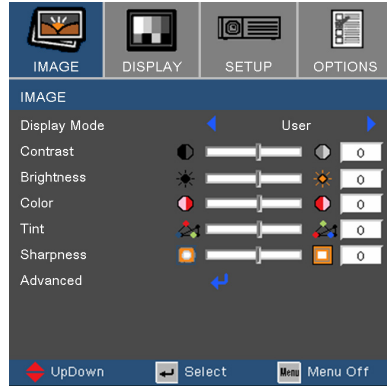 IMAGE DISPLAY SETUP OPTIONS
IMAGE
Display Mode User
Contrast 0
Brightness 0
Color 0
Tint 0
Sharpness 0
Advanced
UpDown Select Menu Menu Off